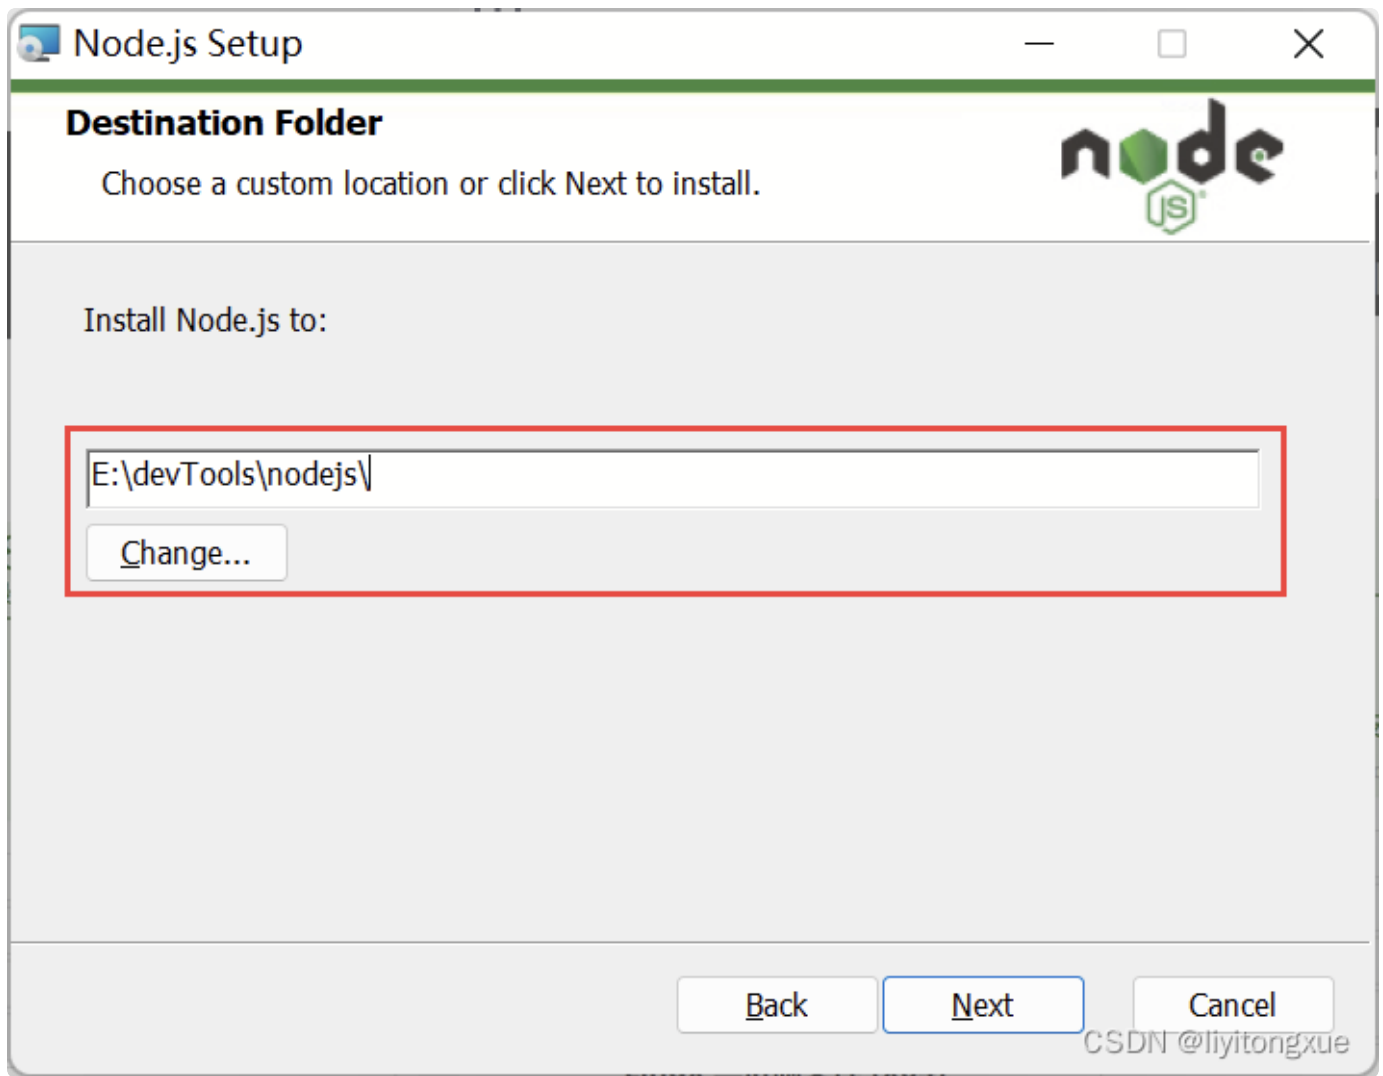 Node.js Setup
Destination Folder
Choose a custom location or click Next to install.
node
JS
Install Node.js to:
E:\devTools\nodejs\
Change...
Back
Next
Cancel
CSDN @liyitongxue